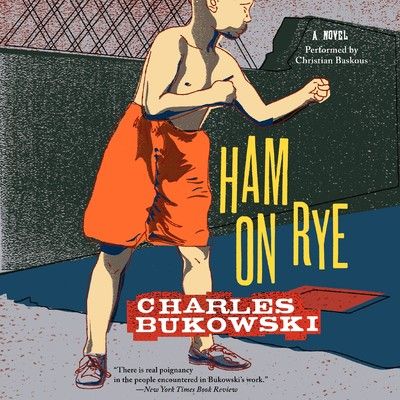 A NOVEL
Performed by
Christian Baskous
HAM
ON RYE
CHARLES
BUKOWSKI
"There is real poignancy
in the people encountered in Bukowski's work."
—New York Times Book Review